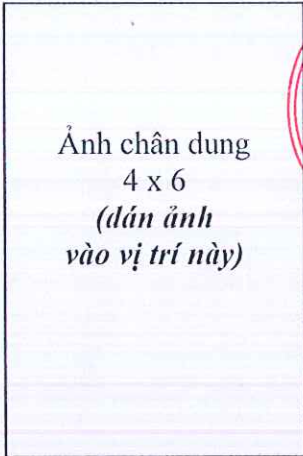 Ảnh chân dung
4 x 6
(dán ảnh
vào vị trí này)